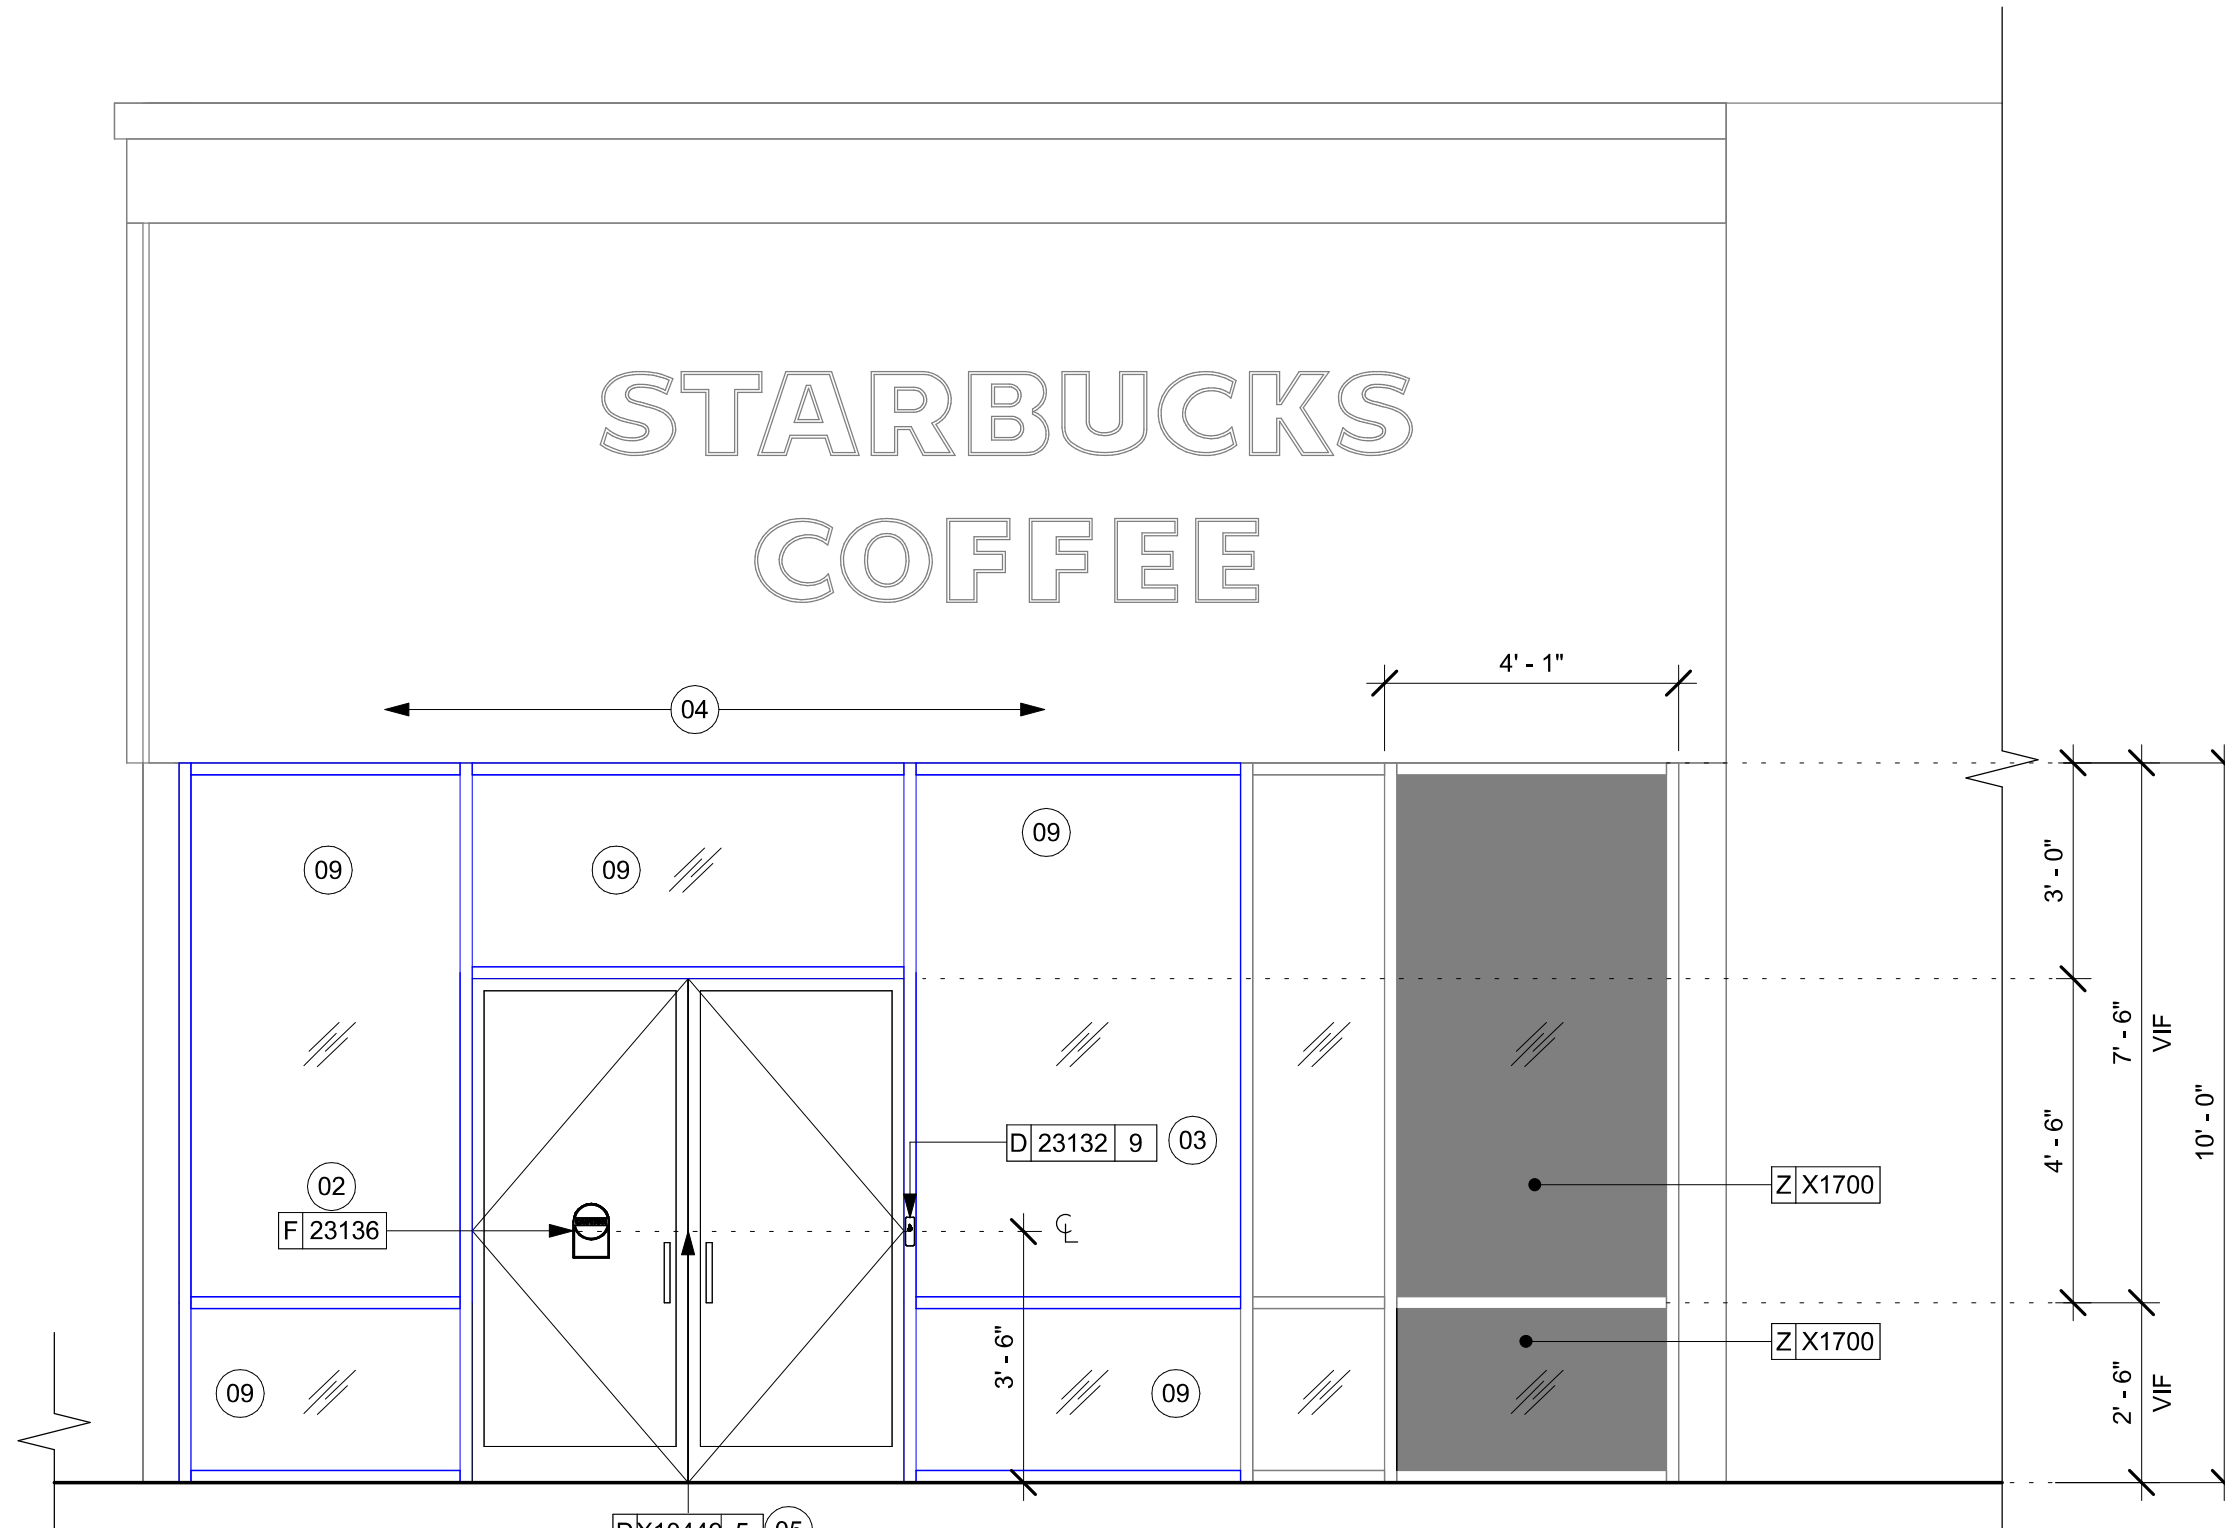 STARBUCKS
COFFEE
4' - 1"
04
09
09
09
3' - 0"
7' - 6"
VIF
10' - 0"
4' - 6"
D 23132 9 03
02
F 23136
Z X1700
℄
3' - 6"
Z X1700
09
09
2' - 6"
VIF